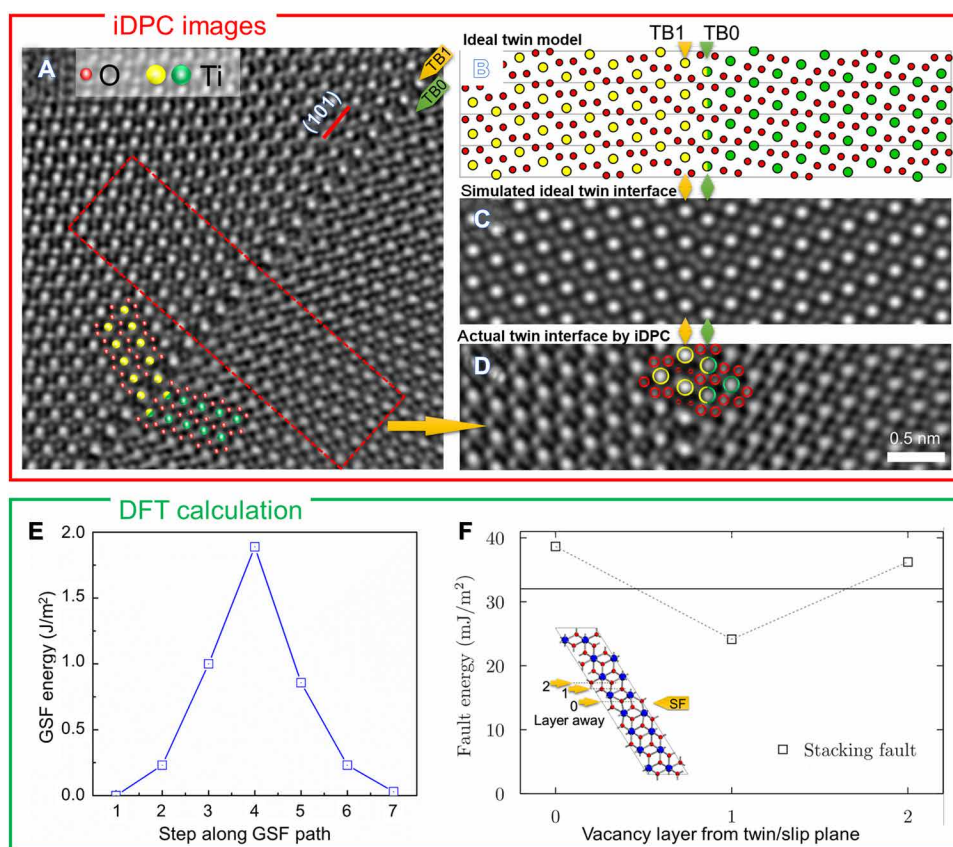 iDPC images
A
O
Ti
TB1
TB0
(101)
TB1 TB0
Ideal twin model
B
Simulated ideal twin interface
C
Actual twin interface by iDPC
D
0.5 nm
DFT calculation
E
2.0
1.5
1.0
0.5
0.0
GSF energy (J/m²)
1 2 3 4 5 6 7
Step along GSF path
F
40
30
20
10
0
Fault energy (mJ/m²)
2
1
0
Layer away
SF
Stacking fault
0 1 2
Vacancy layer from twin/slip plane